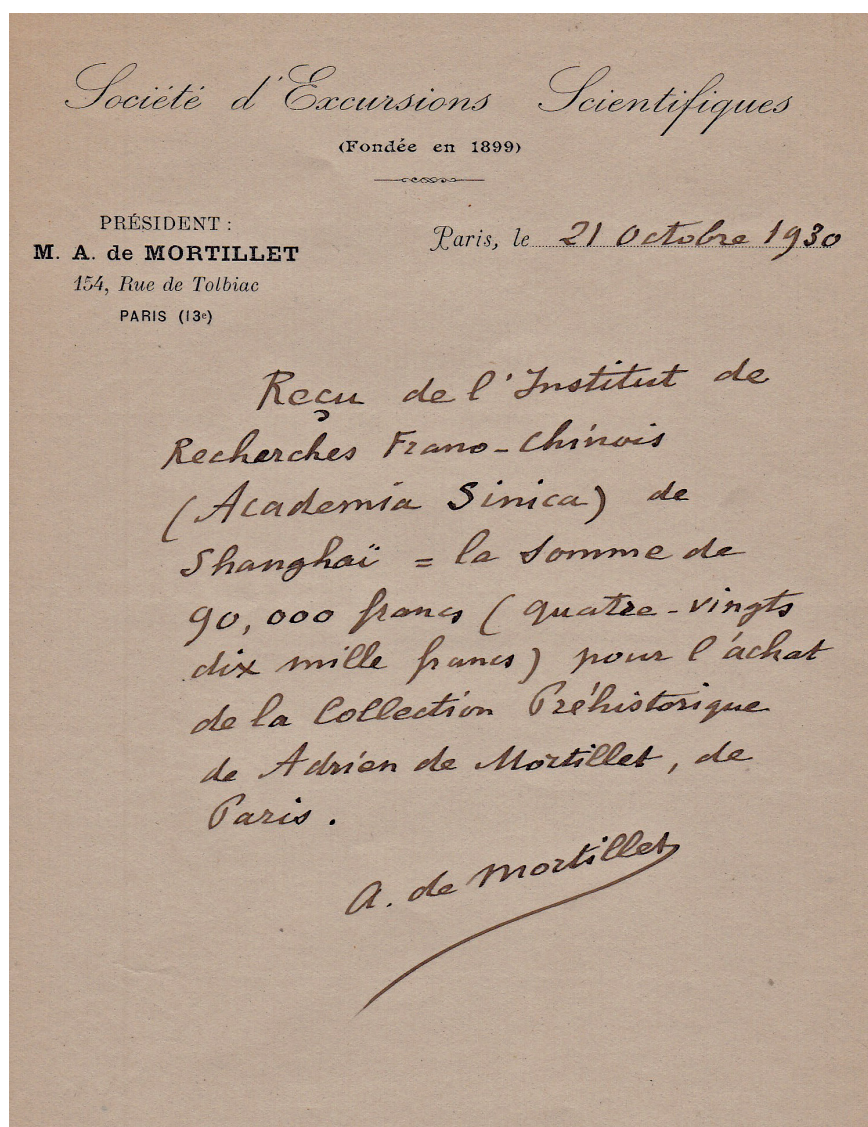 Société d'Excursions Scientifiques
(Fondée en 1899)
PRÉSIDENT :
M. A. de MORTILLET
154, Rue de Tolbiac
PARIS (13e)
Paris, le 21 Octobre 1930
Reçu de l'Institut de
Recherches Frano-Chinois
(Academia Sinica) de
Shanghaï = la somme de
90,000 francs (quatre-vingts
dix mille francs) pour l'achat
de la Collection Préhistorique
de Adrien de Mortillet, de
Paris.
A. de Mortillet